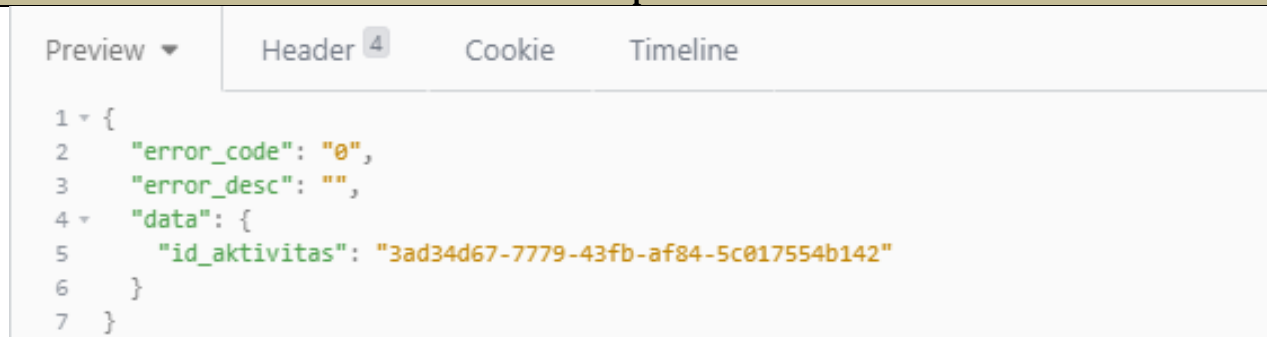 Preview Header 4 Cookie Timeline
1 {
2 "error_code": "0",
3 "error_desc": "",
4 "data": {
5 "id_aktivitas": "3ad34d67-7779-43fb-af84-5c017554b142"
6 }
7 }